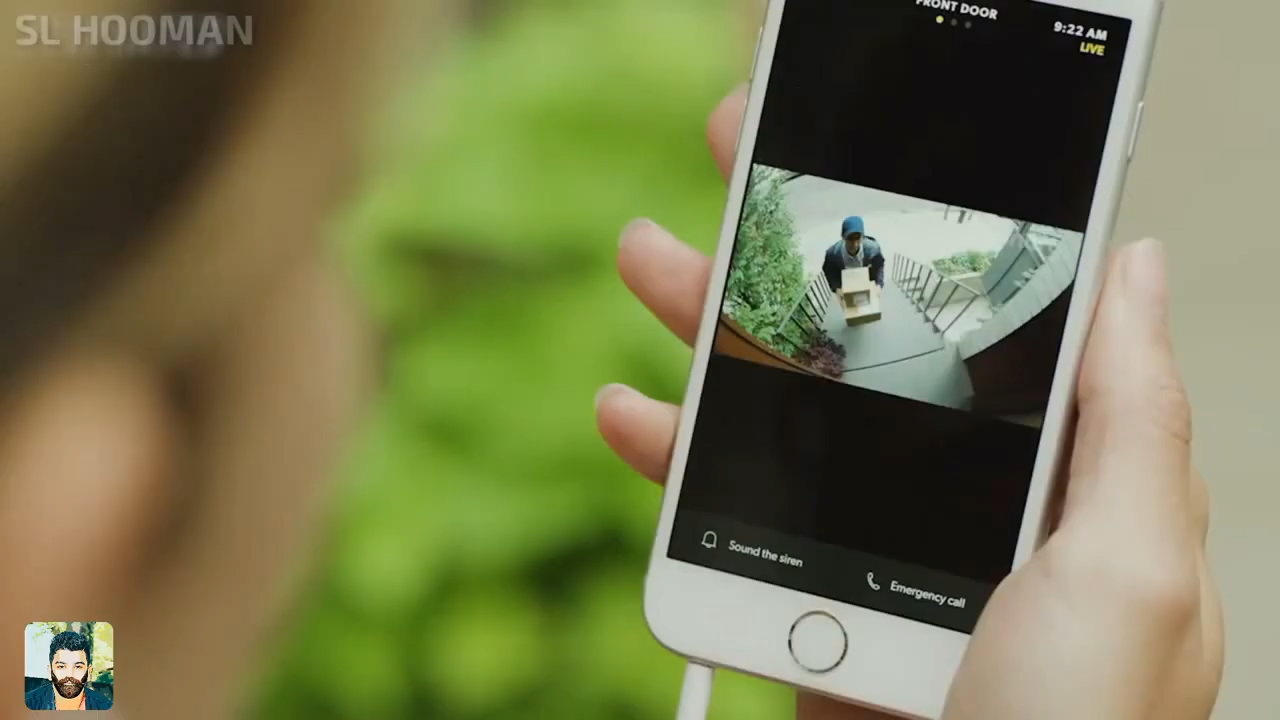 SL HOOMAN
FRONT DOOR
9:22 AM
LIVE
Sound the siren
Emergency call